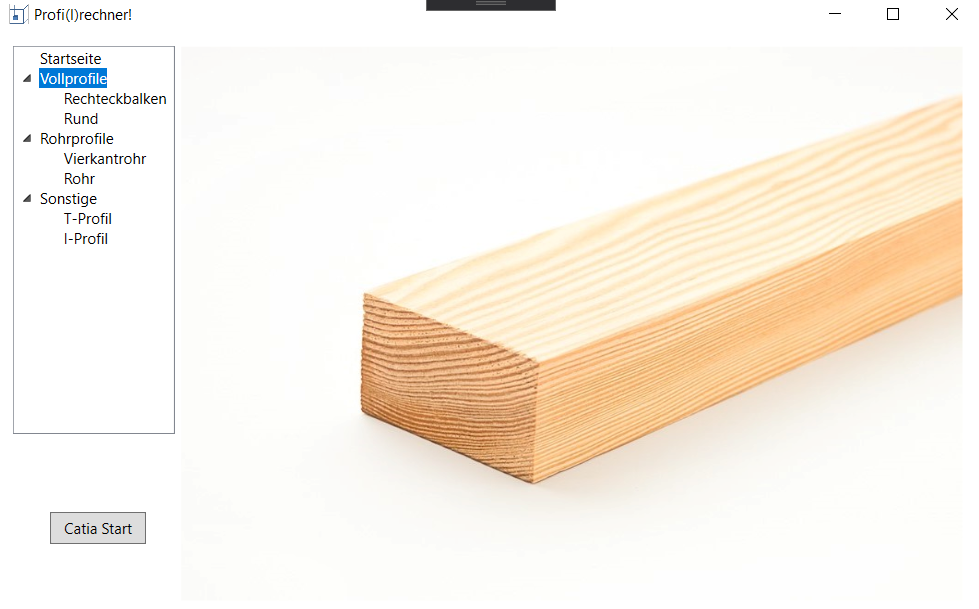 Profi(l)rechner!
Startseite
Vollprofile
Rechteckbalken
Rund
Rohrprofile
Vierkantrohr
Rohr
Sonstige
T-Profil
I-Profil
Catia Start